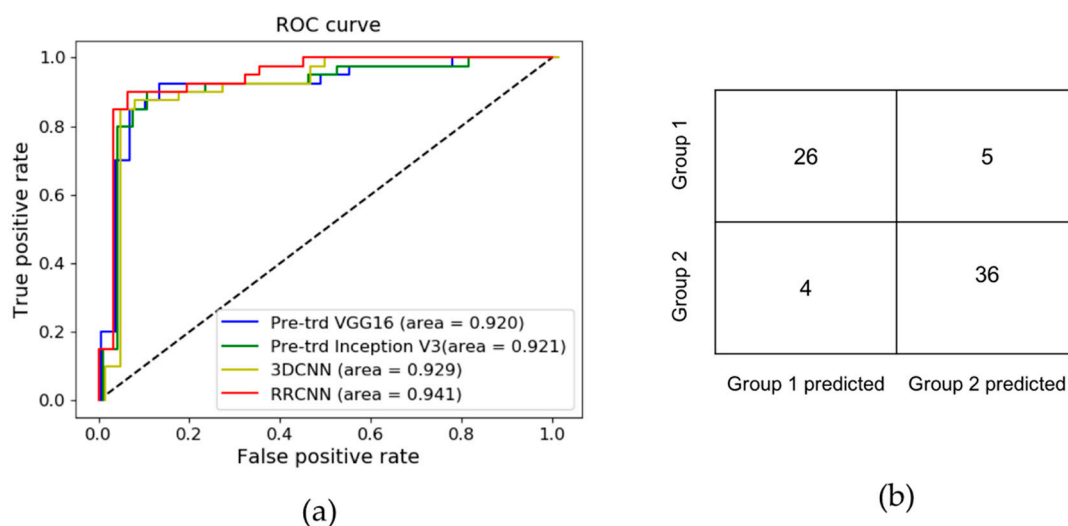 ROC curve
1.0
0.8
0.6
0.4
0.2
0.0
True positive rate
0.0 0.2 0.4 0.6 0.8 1.0
False positive rate
Pre-trd VGG16 (area = 0.920)
Pre-trd Inception V3(area = 0.921)
3DCNN (area = 0.929)
RRCNN (area = 0.941)
(a)
Group 1
26 5
Group 2
4 36
Group 1 predicted Group 2 predicted
(b)